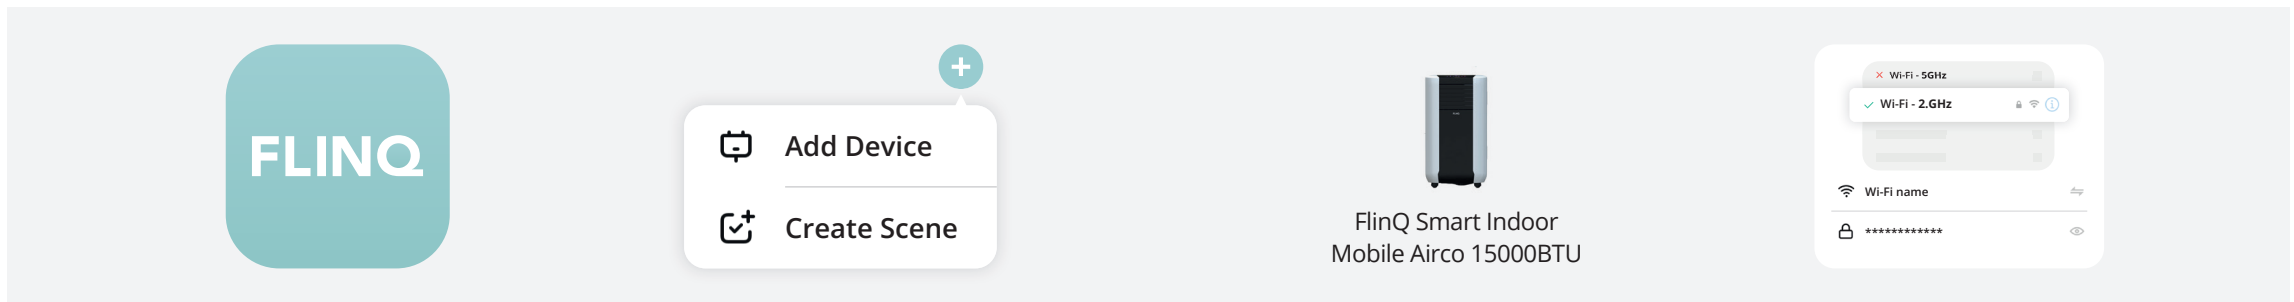 FLINQ
Add Device
Create Scene
FlinQ Smart Indoor
Mobile Airco 15000BTU
Wi-Fi - 5GHz
Wi-Fi - 2.GHz
Wi-Fi name
************